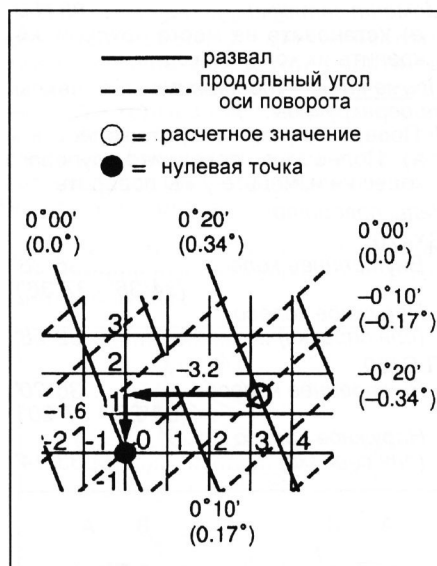 развал
продольный угол
оси поворота
= расчетное значение
= нулевая точка
0°00' 0°20' 0°00'
(0.0°) (0.34°) (0.0°)
–0°10'
(–0.17°)
3
2 –3.2 –0°20'
(–0.34°)
1
–1.6
-2 -1 0 1 2 3 4
-1
0°10'
(0.17°)